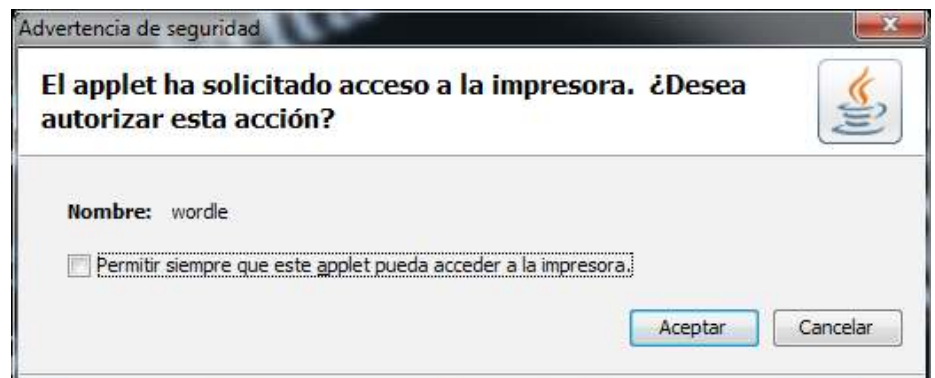 Advertencia de seguridad
El applet ha solicitado acceso a la impresora. ¿Desea
autorizar esta acción?
Nombre: wordle
Permitir siempre que este applet pueda acceder a la impresora.
Aceptar Cancelar